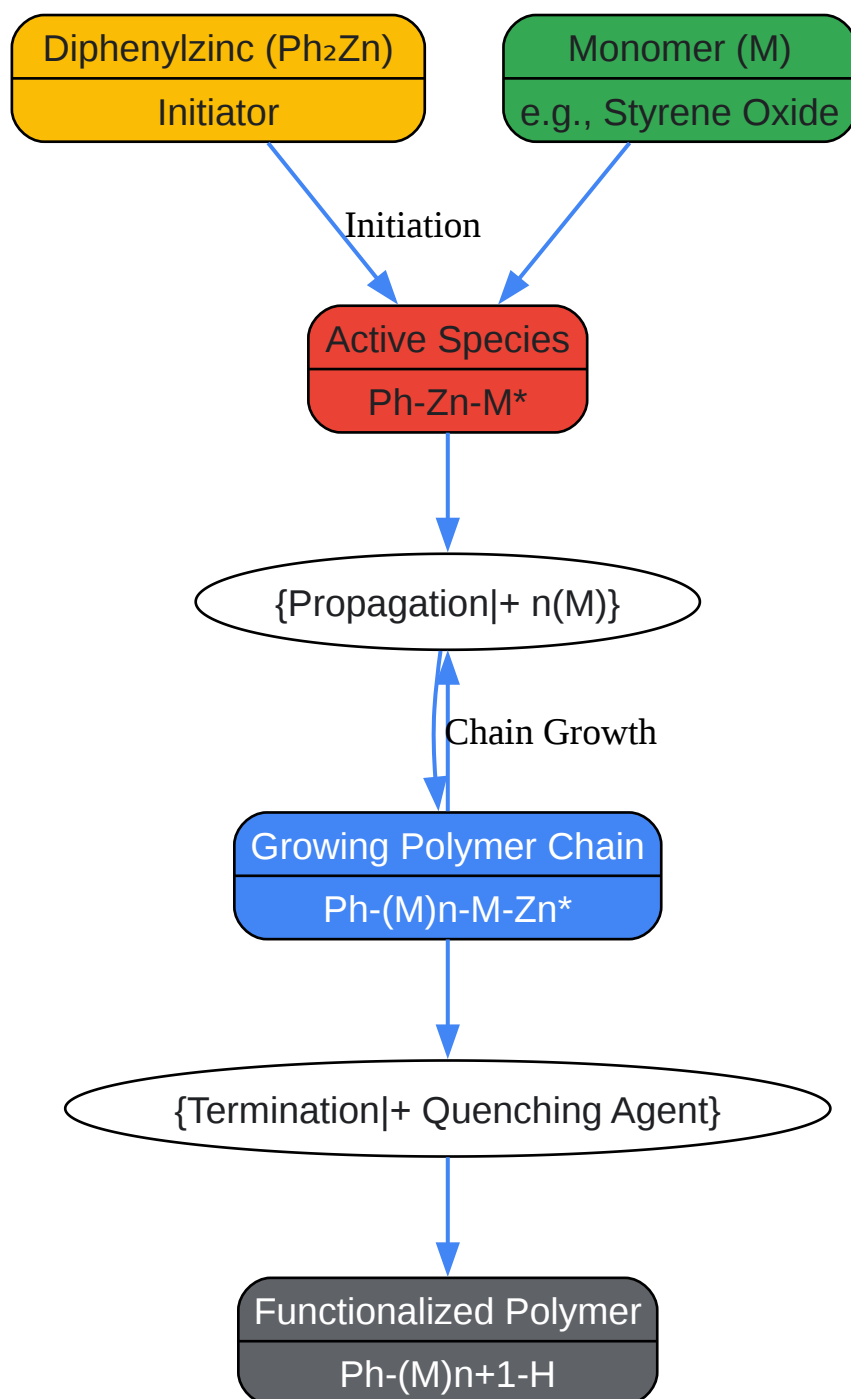 Diphenylzinc (Ph₂Zn)
Initiator
Monomer (M)
e.g., Styrene Oxide
Initiation
Active Species
Ph-Zn-M*
{Propagation|+ n(M)}
Chain Growth
Growing Polymer Chain
Ph-(M)n-M-Zn*
{Termination|+ Quenching Agent}
Functionalized Polymer
Ph-(M)n+1-H